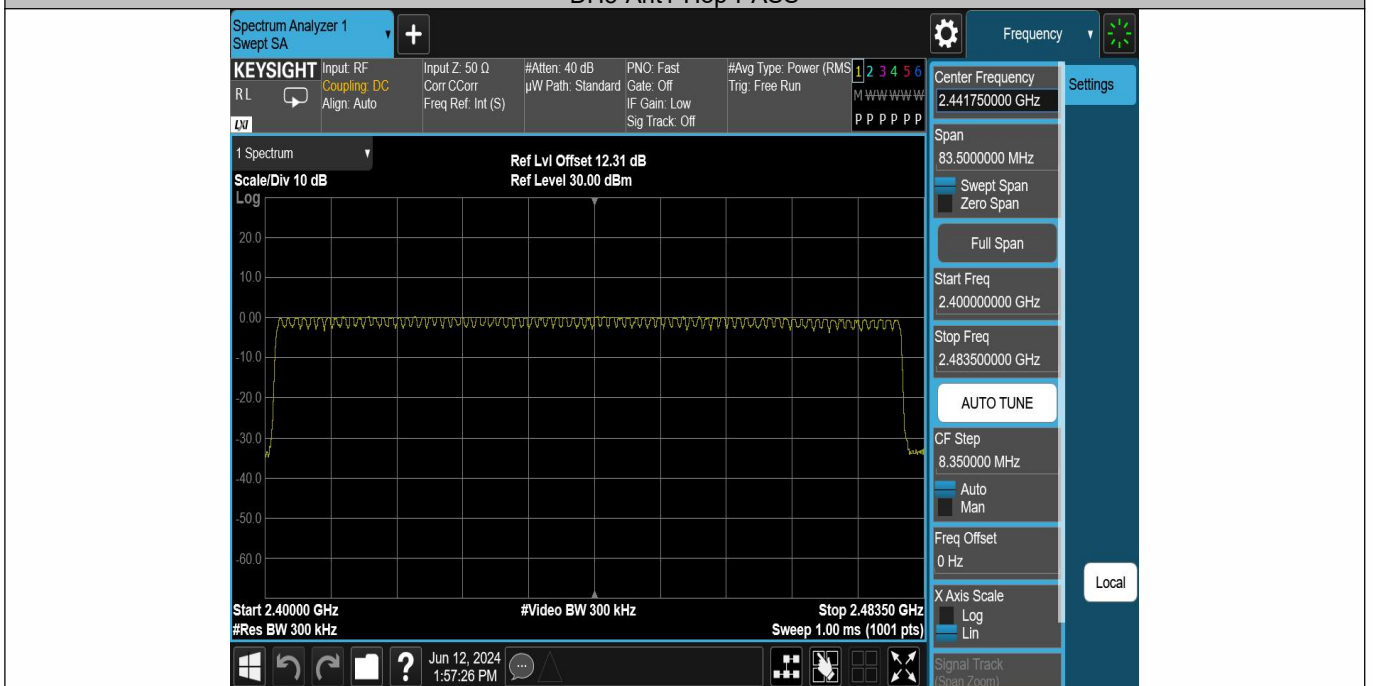 Spectrum Analyzer 1
Swept SA
+
Frequency
KEYSIGHT
RL
LXI
Input: RF
Coupling: DC
Align: Auto
Input Z: 50 Ω
Corr CCorr
Freq Ref: Int (S)
#Atten: 40 dB
µW Path: Standard
PNO: Fast
Gate: Off
IF Gain: Low
Sig Track: Off
#Avg Type: Power (RMS
Trig: Free Run
1 2 3 4 5 6
M W W W W W
P P P P P P
Center Frequency
2.441750000 GHz
Settings
Span
83.5000000 MHz
Swept Span
Zero Span
Full Span
Start Freq
2.400000000 GHz
Stop Freq
2.483500000 GHz
AUTO TUNE
CF Step
8.350000 MHz
Auto
Man
Freq Offset
0 Hz
X Axis Scale
Log
Lin
Signal Track
(Span Zoom)
Local
1 Spectrum
Scale/Div 10 dB
Ref Lvl Offset 12.31 dB
Ref Level 30.00 dBm
Log
20.0
10.0
0.00
-10.0
-20.0
-30.0
-40.0
-50.0
-60.0
Start 2.40000 GHz
#Res BW 300 kHz
#Video BW 300 kHz
Stop 2.48350 GHz
Sweep 1.00 ms (1001 pts)
?
Jun 12, 2024
1:57:26 PM